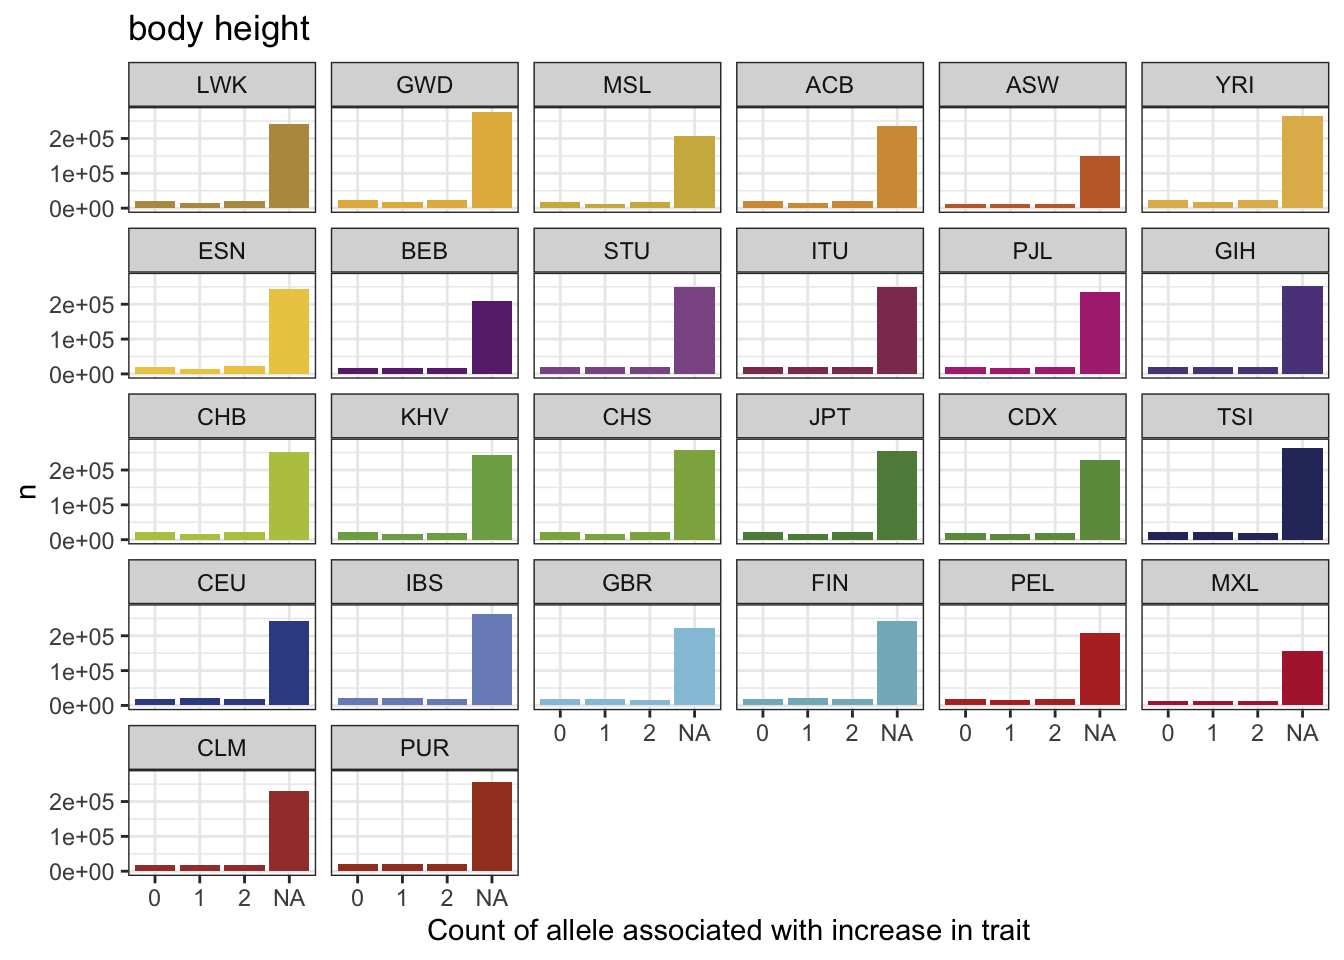 body height
LWK GWD MSL ACB ASW YRI
2e+05
1e+05
0e+00
ESN BEB STU ITU PJL GIH
2e+05
1e+05
0e+00
CHB KHV CHS JPT CDX TSI
2e+05
1e+05
0e+00
n
CEU IBS GBR FIN PEL MXL
2e+05
1e+05
0e+00
0 1 2 NA 0 1 2 NA 0 1 2 NA 0 1 2 NA
CLM PUR
2e+05
1e+05
0e+00
0 1 2 NA 0 1 2 NA
Count of allele associated with increase in trait